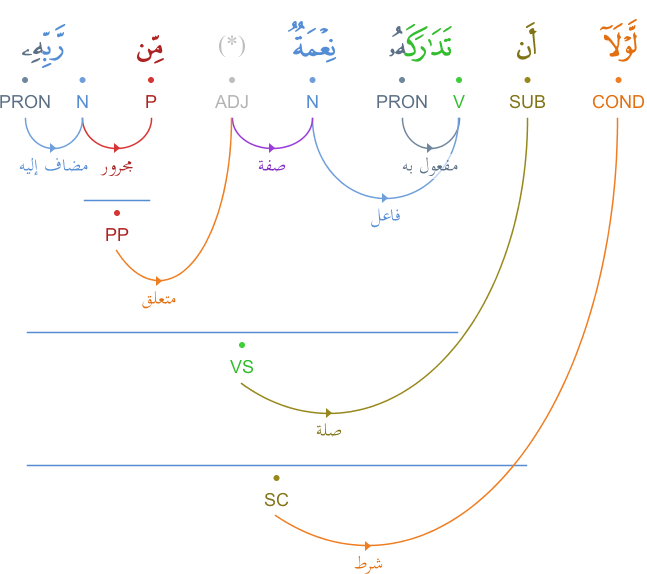 لَّوْلَآ أَن تَدَٰرَكَهُۥ نِعْمَةٌ (*) مِّن رَّبِّهِۦ
COND SUB V PRON N ADJ P N PRON
مفعول به صفة مجرور مضاف إليه
فاعل
PP
متعلق
VS
صلة
SC
شرط